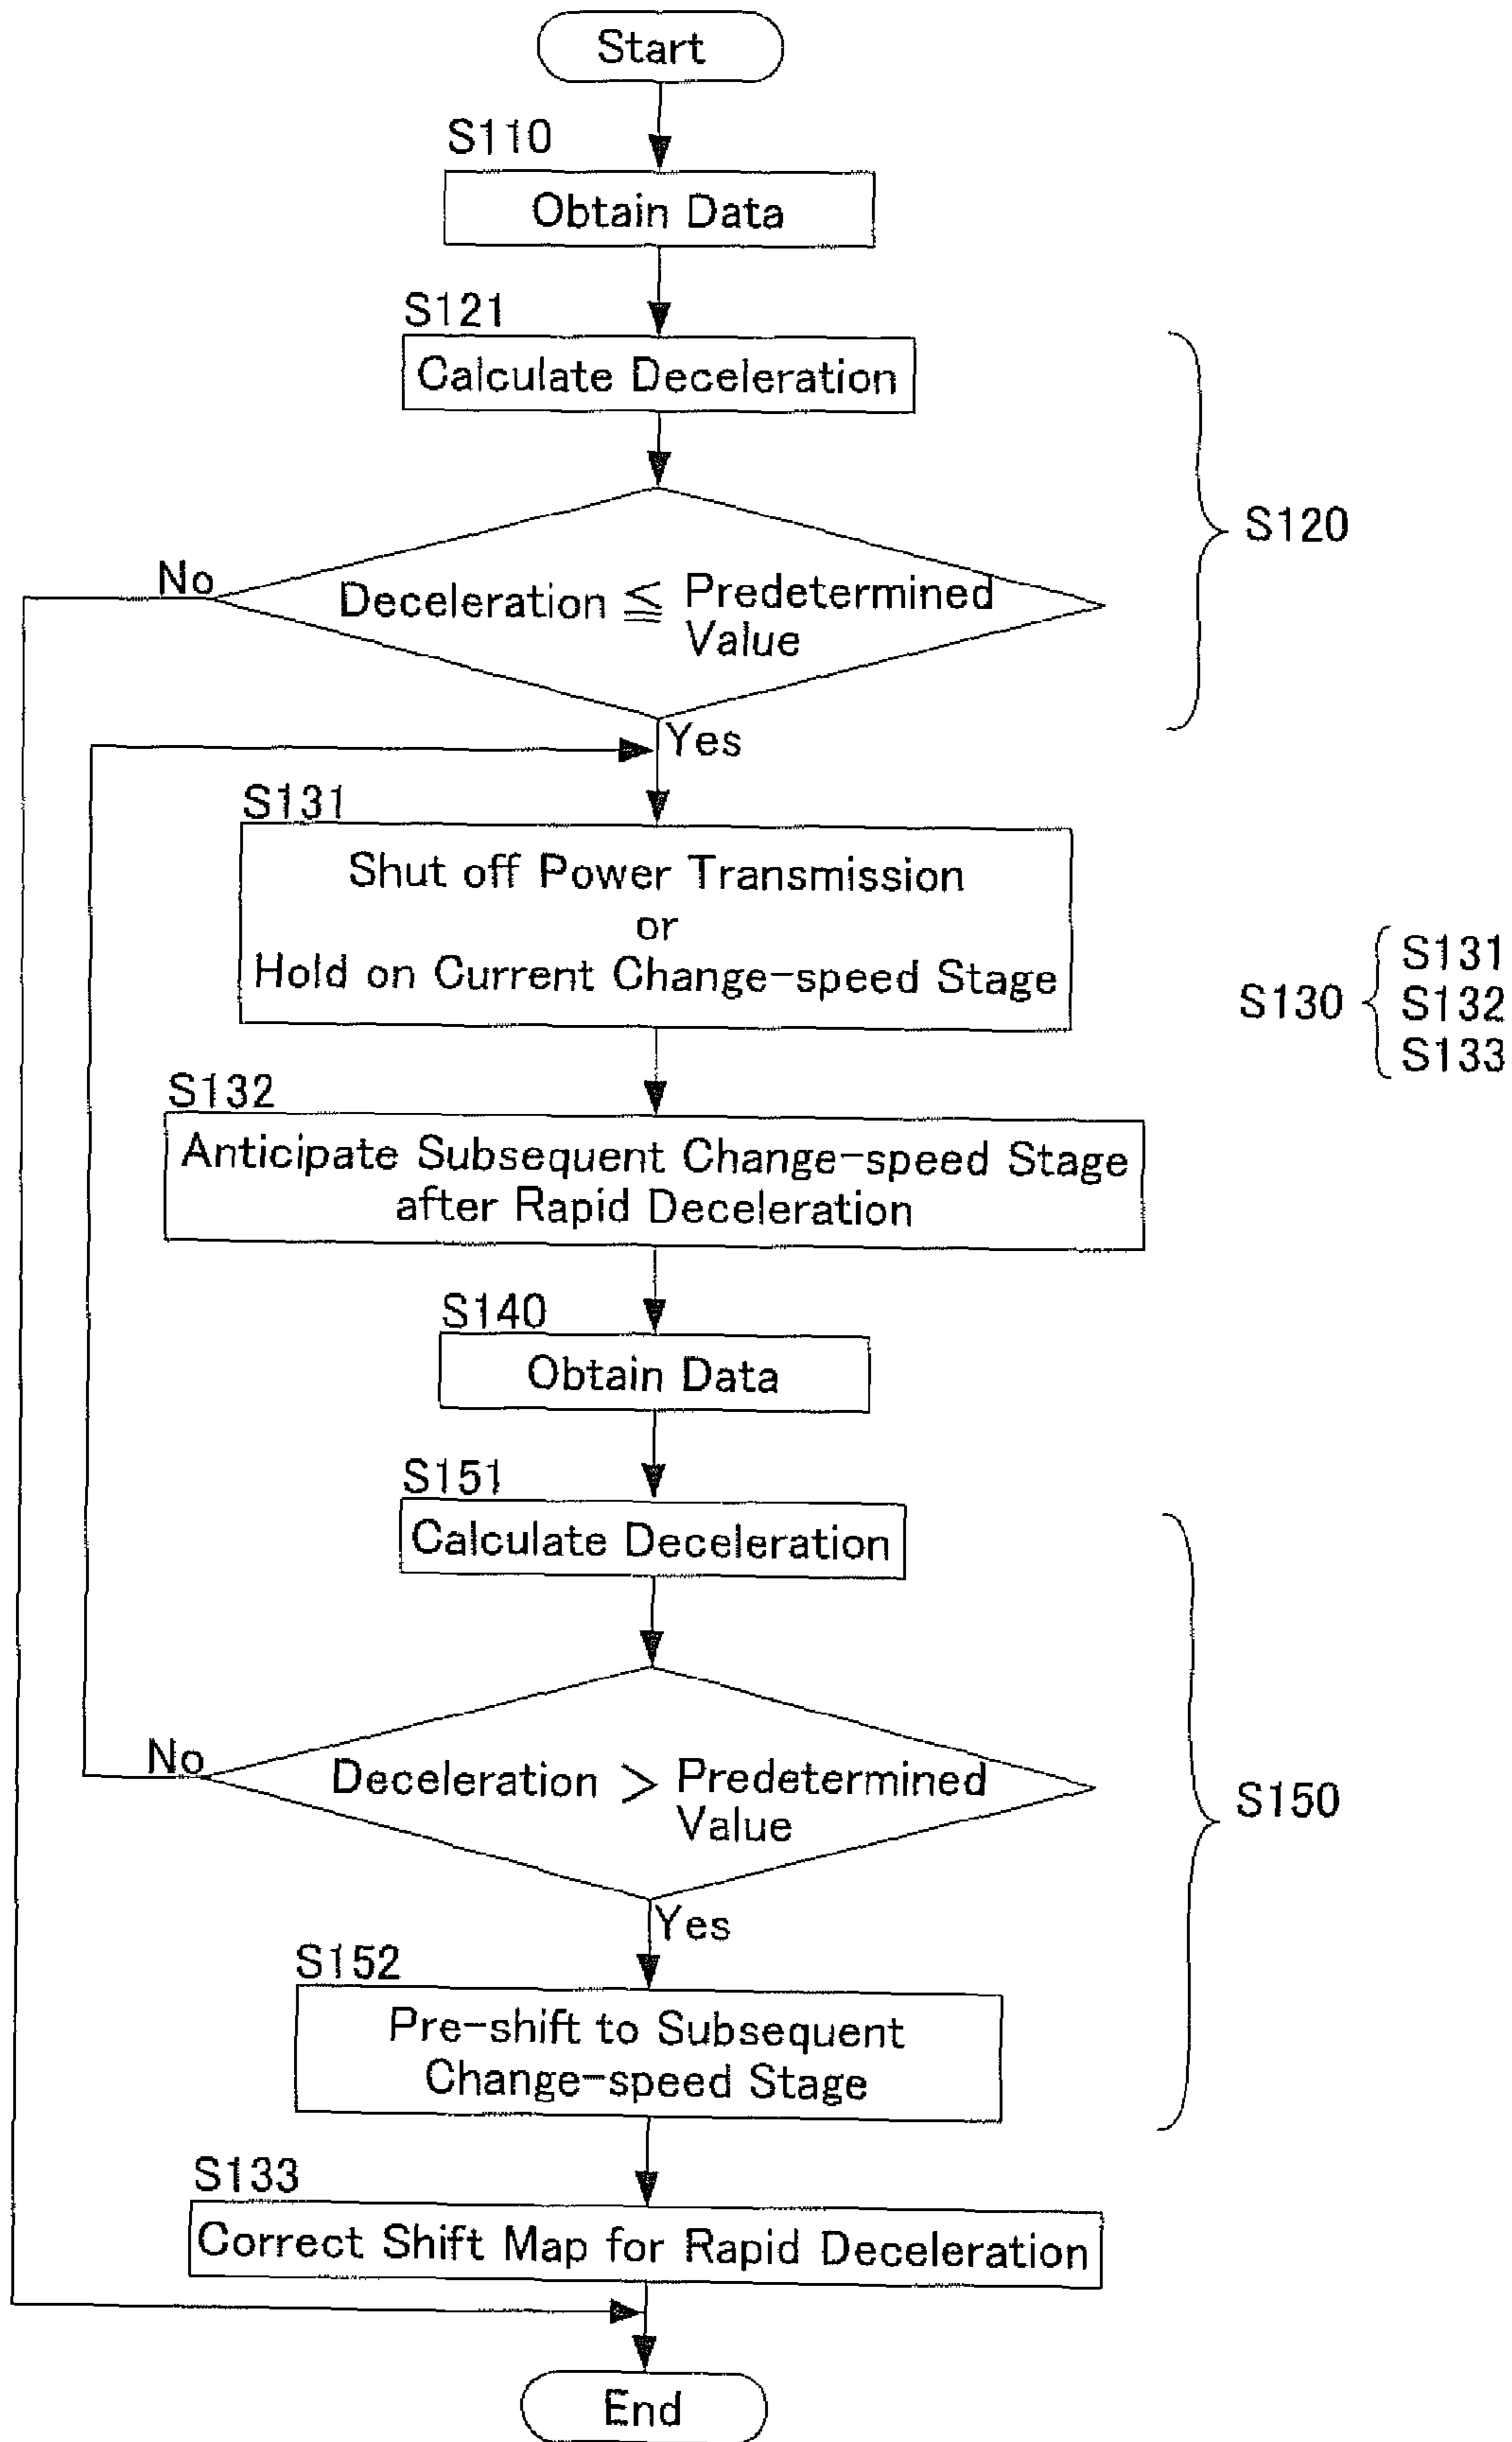 Start
S110
Obtain Data
S121
Calculate Deceleration
S120
No
Deceleration ≦ Predetermined
Value
Yes
S131
Shut off Power Transmission
or
Hold on Current Change-speed Stage
S130
S131
S132
S133
S132
Anticipate Subsequent Change-speed Stage
after Rapid Deceleration
S140
Obtain Data
S151
Calculate Deceleration
No
Deceleration > Predetermined
Value
S150
Yes
S152
Pre-shift to Subsequent
Change-speed Stage
S133
Correct Shift Map for Rapid Deceleration
End